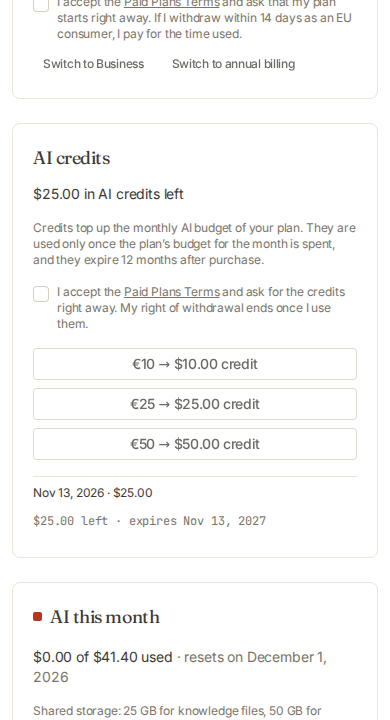 I accept the Paid Plans Terms and ask that my plan
starts right away. If I withdraw within 14 days as an EU
consumer, I pay for the time used.
Switch to Business Switch to annual billing
AI credits
$25.00 in AI credits left
Credits top up the monthly AI budget of your plan. They are
used only once the plan's budget for the month is spent,
and they expire 12 months after purchase.
I accept the Paid Plans Terms and ask for the credits
right away. My right of withdrawal ends once I use
them.
€10 → $10.00 credit
€25 → $25.00 credit
€50 → $50.00 credit
Nov 13, 2026 · $25.00
$25.00 left · expires Nov 13, 2027
AI this month
$0.00 of $41.40 used · resets on December 1,
2026
Shared storage: 25 GB for knowledge files, 50 GB for